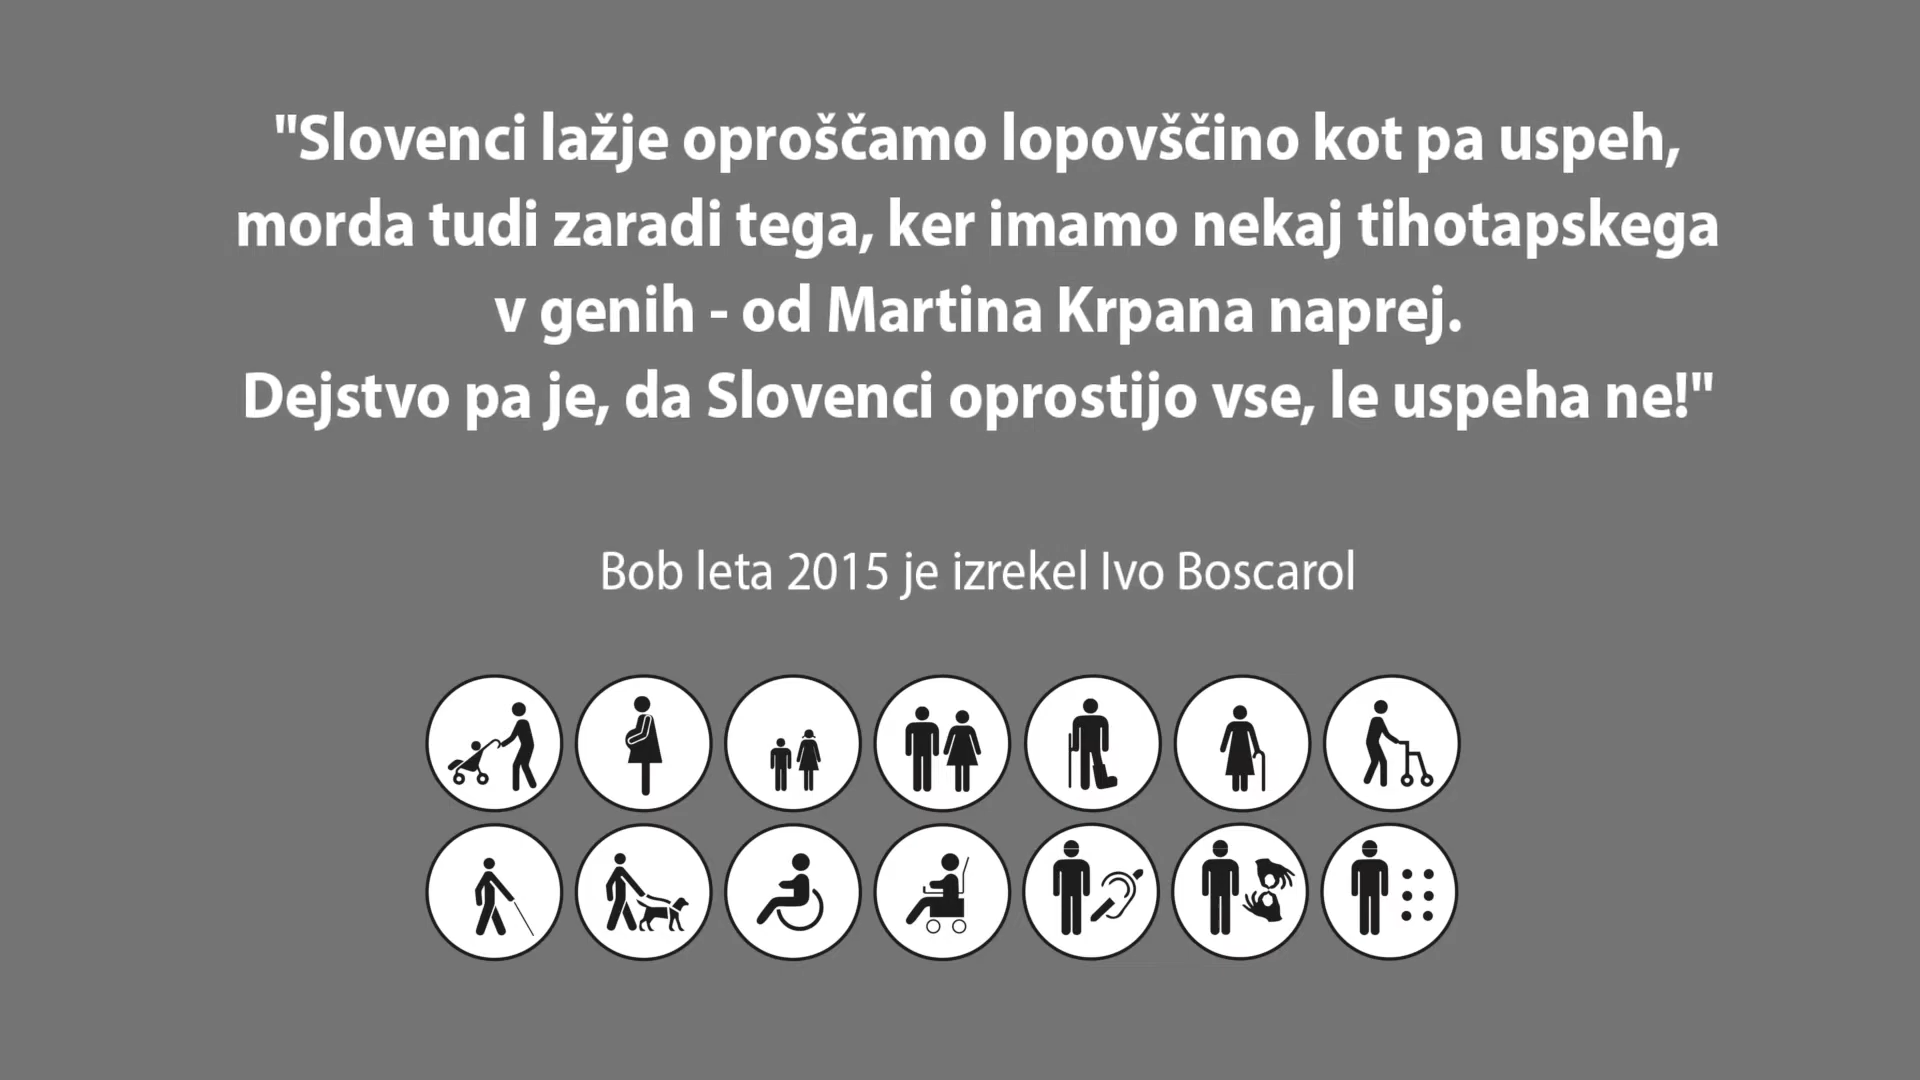 "Slovenci lažje oproščamo lopovščino kot pa uspeh,
morda tudi zaradi tega, ker imamo nekaj tihotapskega
v genih - od Martina Krpana naprej.
Dejstvo pa je, da Slovenci oprostijo vse, le uspeha ne!"
Bob leta 2015 je izrekel Ivo Boscarol